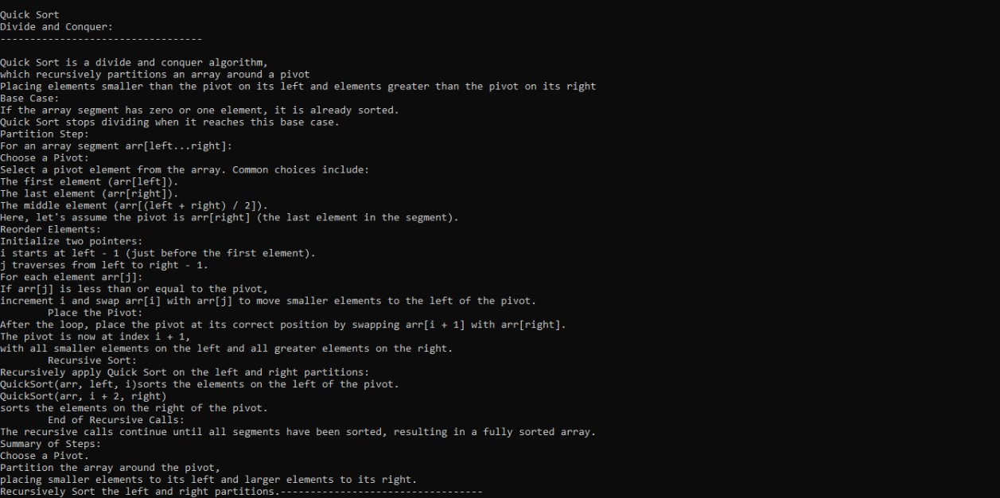 Quick Sort
Divide and Conquer:
----------------------------------
Quick Sort is a divide and conquer algorithm,
which recursively partitions an array around a pivot
Placing elements smaller than the pivot on its left and elements greater than the pivot on its right
Base Case:
If the array segment has zero or one element, it is already sorted.
Quick Sort stops dividing when it reaches this base case.
Partition Step:
For an array segment arr[left...right]:
Choose a Pivot:
Select a pivot element from the array. Common choices include:
The first element (arr[left]).
The last element (arr[right]).
The middle element (arr[(left + right) / 2]).
Here, let's assume the pivot is arr[right] (the last element in the segment).
Reorder Elements:
Initialize two pointers:
i starts at left - 1 (just before the first element).
j traverses from left to right - 1.
For each element arr[j]:
If arr[j] is less than or equal to the pivot,
increment i and swap arr[i] with arr[j] to move smaller elements to the left of the pivot.
        Place the Pivot:
After the loop, place the pivot at its correct position by swapping arr[i + 1] with arr[right].
The pivot is now at index i + 1,
with all smaller elements on the left and all greater elements on the right.
        Recursive Sort:
Recursively apply Quick Sort on the left and right partitions:
QuickSort(arr, left, i)sorts the elements on the left of the pivot.
QuickSort(arr, i + 2, right)
sorts the elements on the right of the pivot.
        End of Recursive Calls:
The recursive calls continue until all segments have been sorted, resulting in a fully sorted array.
Summary of Steps:
Choose a Pivot.
Partition the array around the pivot,
placing smaller elements to its left and larger elements to its right.
Recursively Sort the left and right partitions.----------------------------------